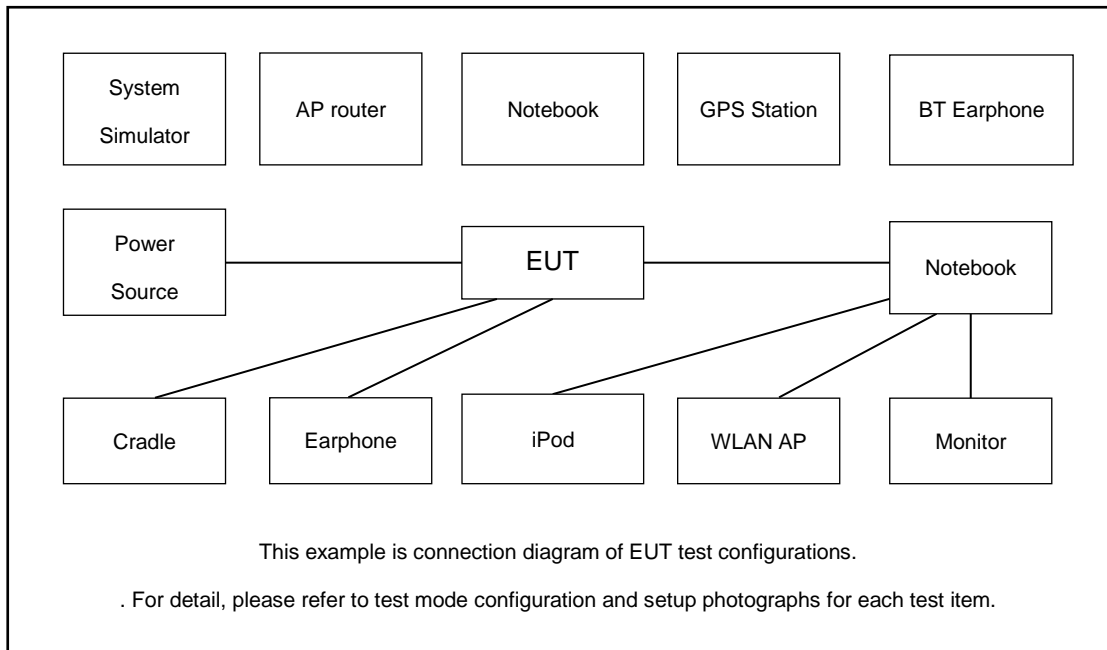 System
Simulator
AP router
Notebook
GPS Station
BT Earphone
Power
Source
EUT
Notebook
Cradle
Earphone
iPod
WLAN AP
Monitor
This example is connection diagram of EUT test configurations.
. For detail, please refer to test mode configuration and setup photographs for each test item.